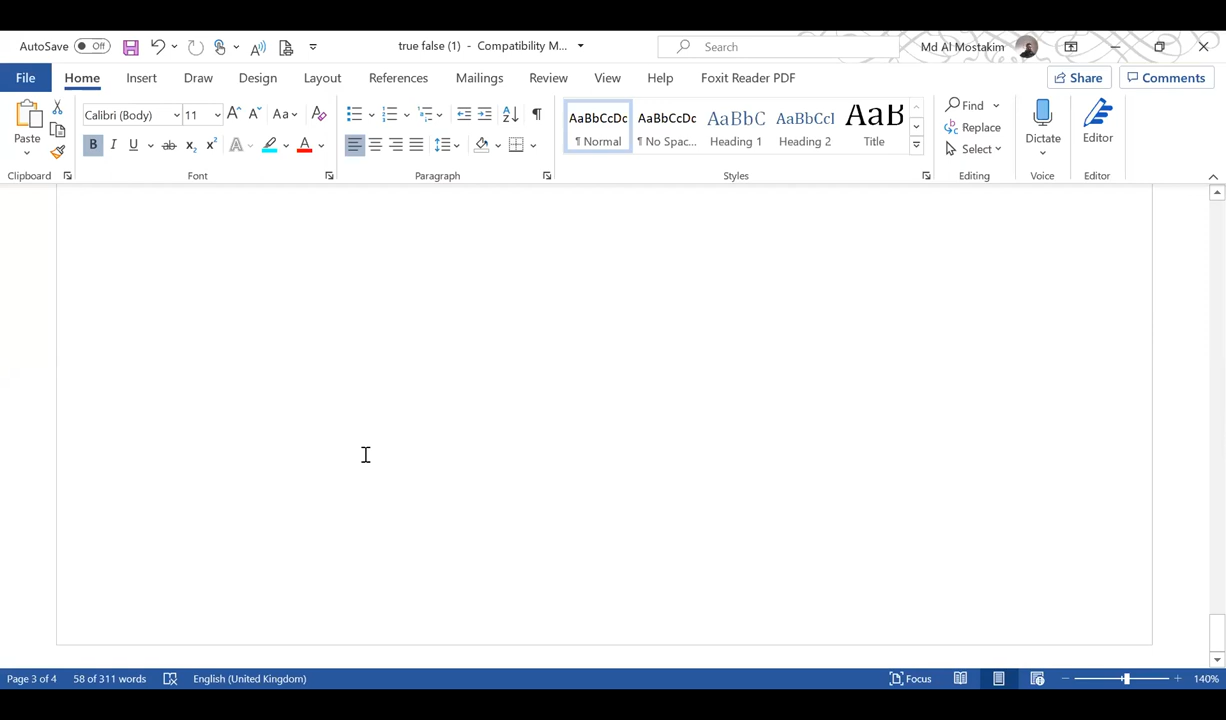 AutoSave Off true false (1) - Compatibility M... Search Md Al Mostakim
File Home Insert Draw Design Layout References Mailings Review View Help Foxit Reader PDF Share Comments
Paste Calibri (Body) 11 Aa AaBbCcDc AaBbCcDc AaBbC AaBbCcI AaB Find Replace Select Dictate Editor
¶ Normal ¶ No Spac... Heading 1 Heading 2 Title
Clipboard Font Paragraph Styles Editing Voice Editor
Page 3 of 4 58 of 311 words English (United Kingdom) Focus 140%